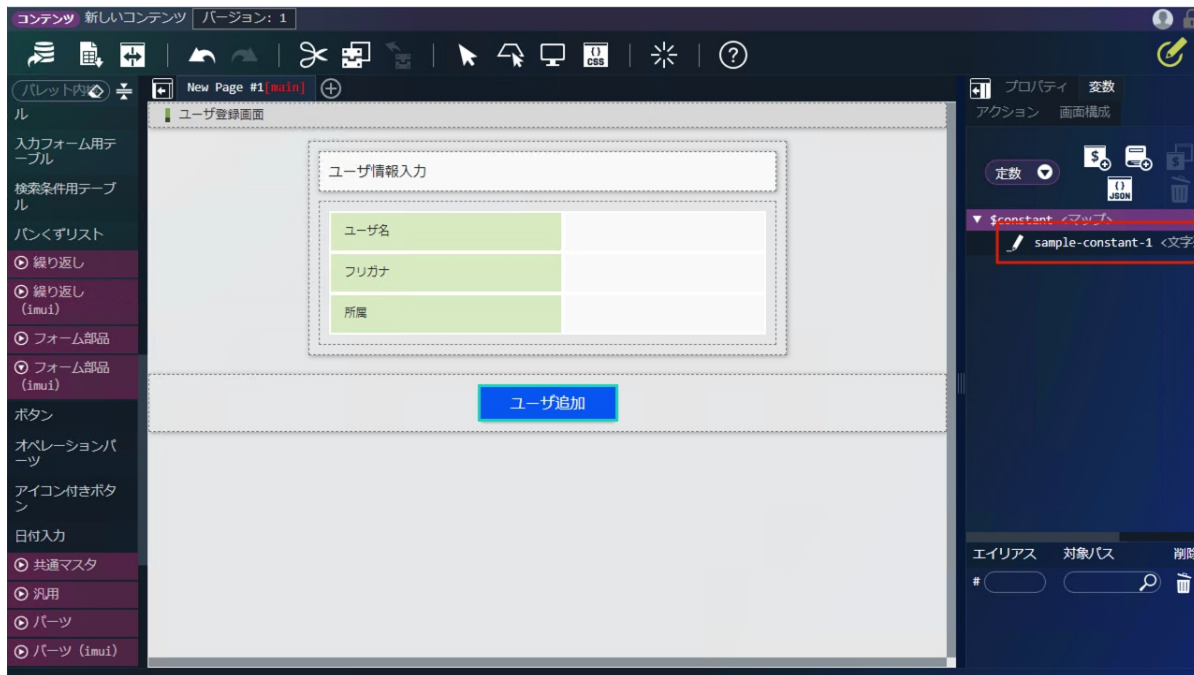 コンテンツ 新しいコンテンツ バージョン: 1
{} CSS
?
パレット内検
New Page #1[main]
プロパティ 変数
アクション 画面構成
ル
入力フォーム用テ
ーブル
検索条件用テーブ
ル
パンくずリスト
繰り返し
繰り返し
(imui)
フォーム部品
フォーム部品
(imui)
ボタン
オペレーションパ
ーツ
アイコン付きボタ
ン
日付入力
共通マスタ
汎用
パーツ
パーツ (imui)
ユーザ登録画面
ユーザ情報入力
ユーザ名
フリガナ
所属
ユーザ追加
定数
$
{} JSON
$constant <マップ>
sample-constant-1 <文字
エイリアス 対象パス 削除
#